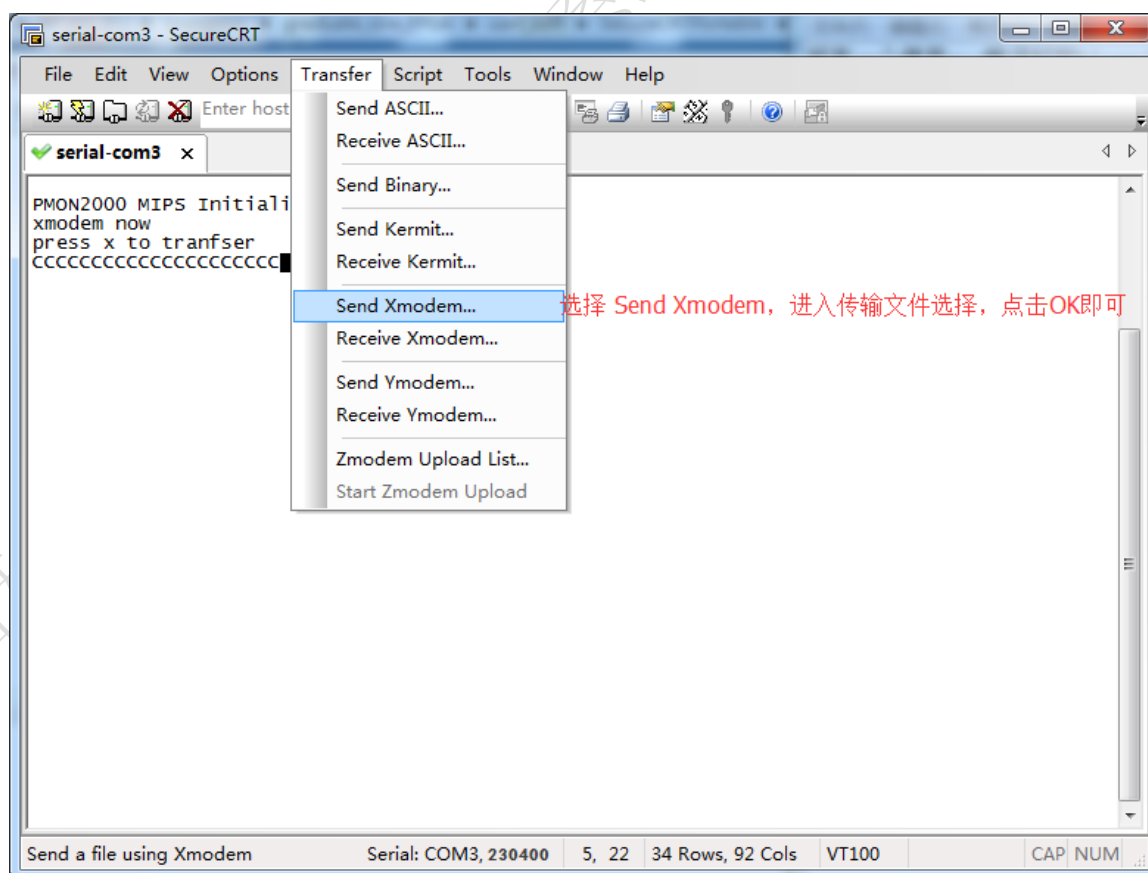 serial-com3 - SecureCRT
File Edit View Options Transfer Script Tools Window Help
Enter host
Send ASCII...
Receive ASCII...
serial-com3 x
Send Binary...
PMON2000 MIPS Initiali
xmodem now
press x to tranfser
CCCCCCCCCCCCCCCCCCCCC
Send Kermit...
Receive Kermit...
Send Xmodem...
选择 Send Xmodem，进入传输文件选择，点击OK即可
Receive Xmodem...
Send Ymodem...
Receive Ymodem...
Zmodem Upload List...
Start Zmodem Upload
Send a file using Xmodem Serial: COM3, 230400 5, 22 34 Rows, 92 Cols VT100 CAP NUM